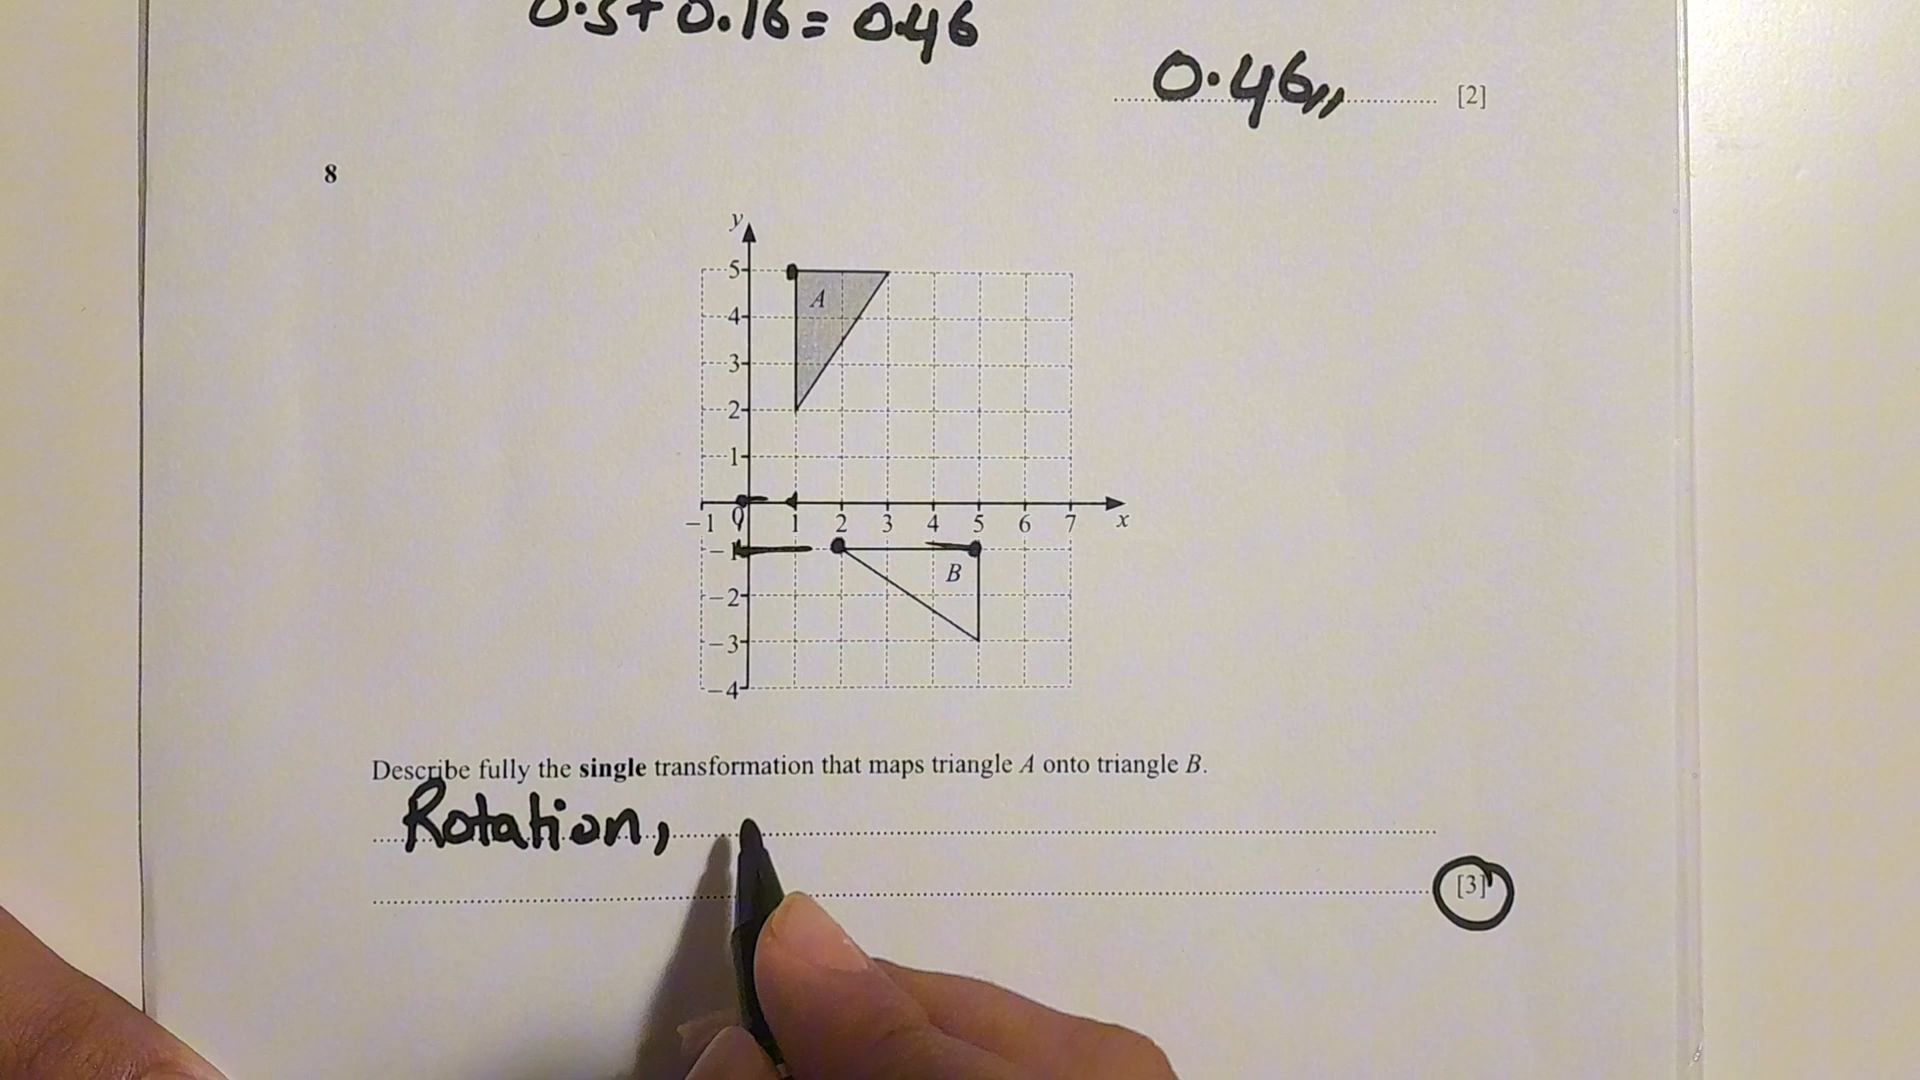 0.3+0.16=0.46
0.46,, [2]
8
y
5
A
4
3
2
1
−1 0 1 2 3 4 5 6 7 x
−1
B
−2
−3
−4
Describe fully the single transformation that maps triangle A onto triangle B.
Rotation,
[3]